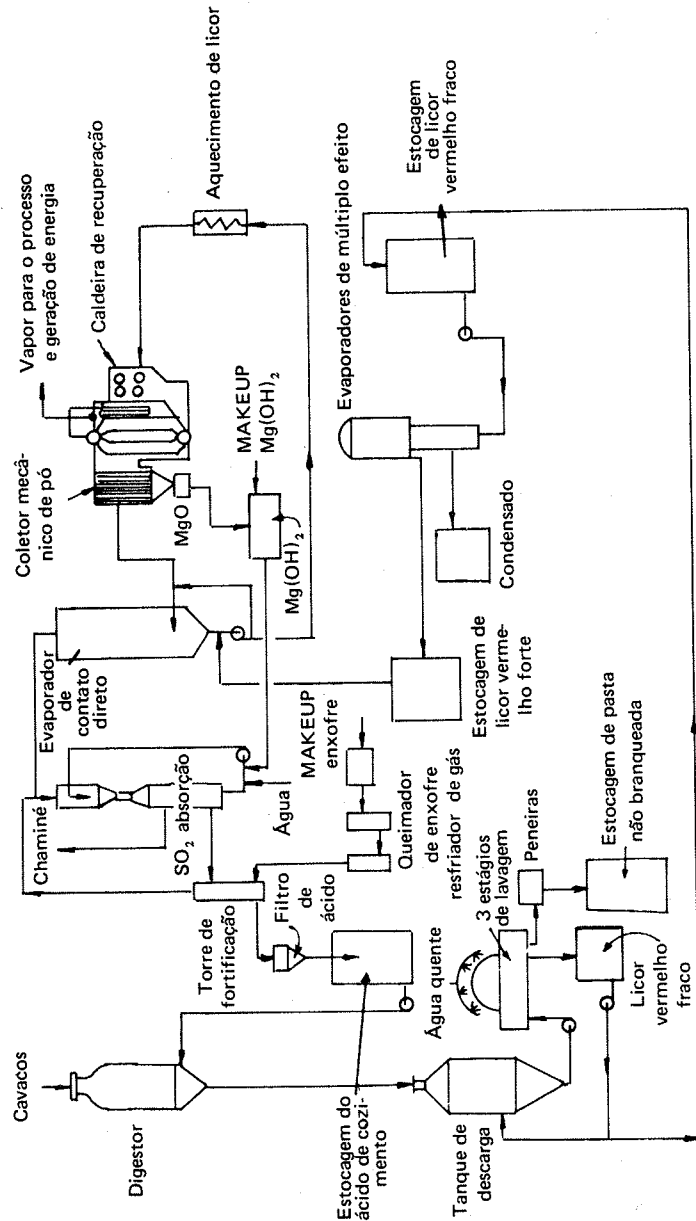 Cavacos
Digestor
Estocagem do
ácido de cozi-
mento
Tanque de
descarga
Chaminé
SO₂ absorção
Torre de
fortificação
Filtro
de
ácido
Água
Água quente
3 estágios
de lavagem
Licor
vermelho
fraco
Peneiras
Estocagem de pasta
não branqueada
Queimador
de enxofre
resfriador de gás
MAKEUP
enxofre
Evaporador
de
contato
direto
Estocagem de
licor verme-
lho forte
Condensado
Evaporadores de múltiplo efeito
Estocagem
de licor
vermelho fraco
Coletor mecâ-
nico de pó
MgO
Mg(OH)₂
MAKEUP
Mg(OH)₂
Vapor para o processo
e geração de energia
Caldeira de recuperação
Aquecimento de licor